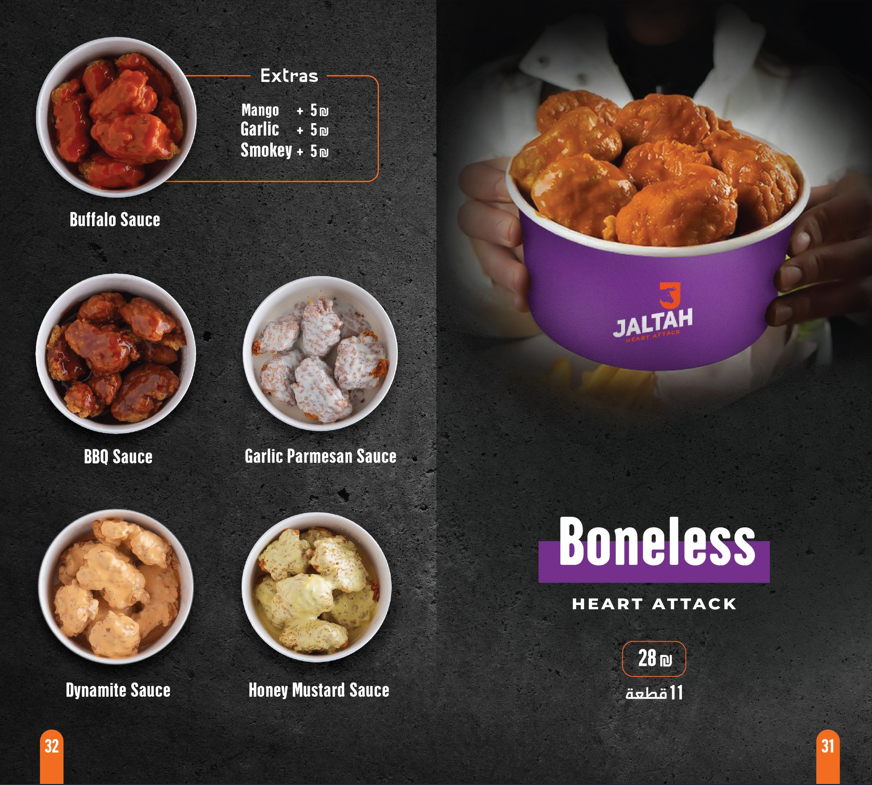 Extras
Mango + 5₪
Garlic + 5₪
Smokey + 5₪
Buffalo Sauce
BBQ Sauce
Garlic Parmesan Sauce
Dynamite Sauce
Honey Mustard Sauce
32
JALTAH
HEART ATTACK
Boneless
HEART ATTACK
28 ₪
11 قطعة
31